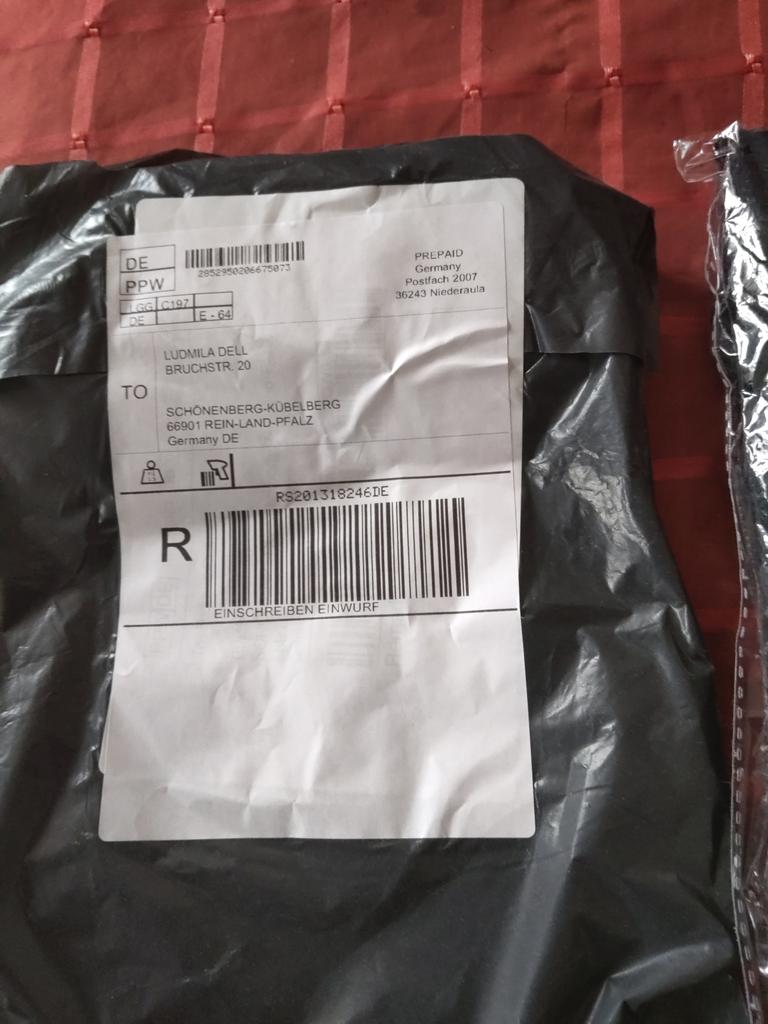 DE
PPW
2852950206675073
PREPAID
Germany
Postfach 2007
36243 Niederaula
LGG C197
DE E - 64
TO
LUDMILA DELL
BRUCHSTR. 20
SCHÖNENBERG-KÜBELBERG
66901 REIN-LAND-PFALZ
Germany DE
RS201318246DE
R
EINSCHREIBEN EINWURF